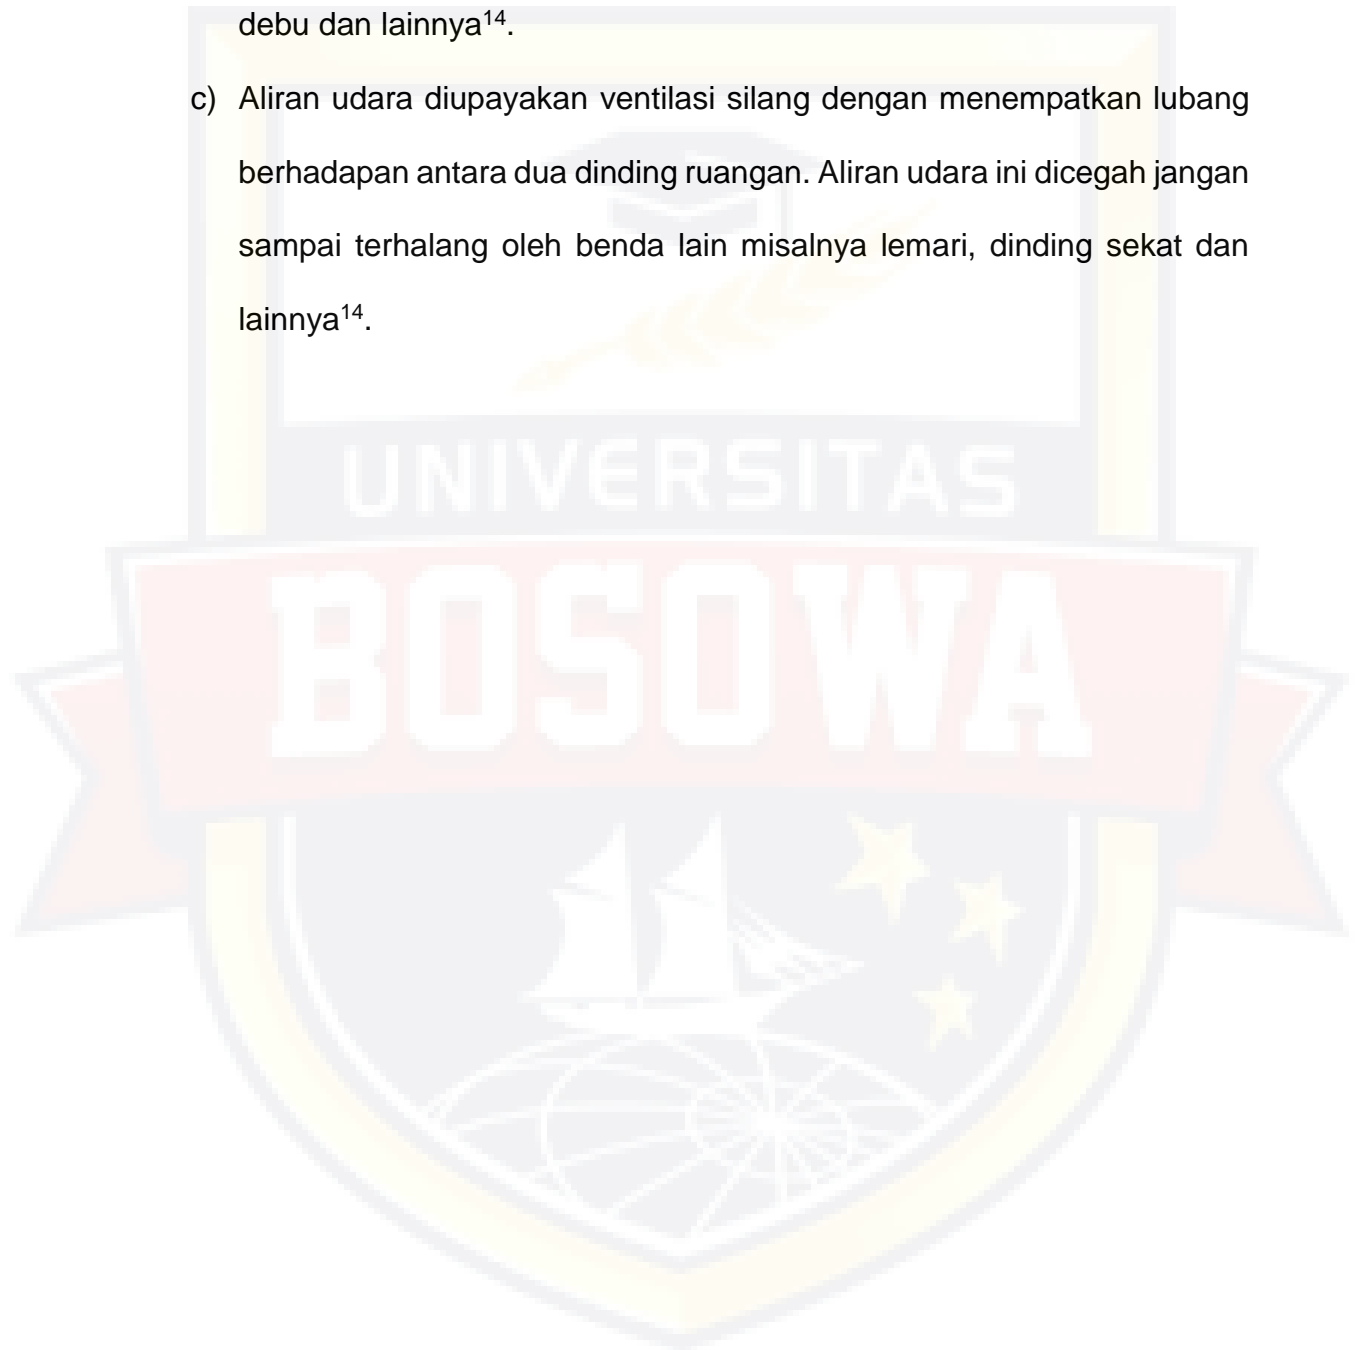 debu dan lainnya¹⁴.
c) Aliran udara diupayakan ventilasi silang dengan menempatkan lubang
berhadapan antara dua dinding ruangan. Aliran udara ini dicegah jangan
sampai terhalang oleh benda lain misalnya lemari, dinding sekat dan
lainnya¹⁴.
UNIVERSITAS
BOSOWA